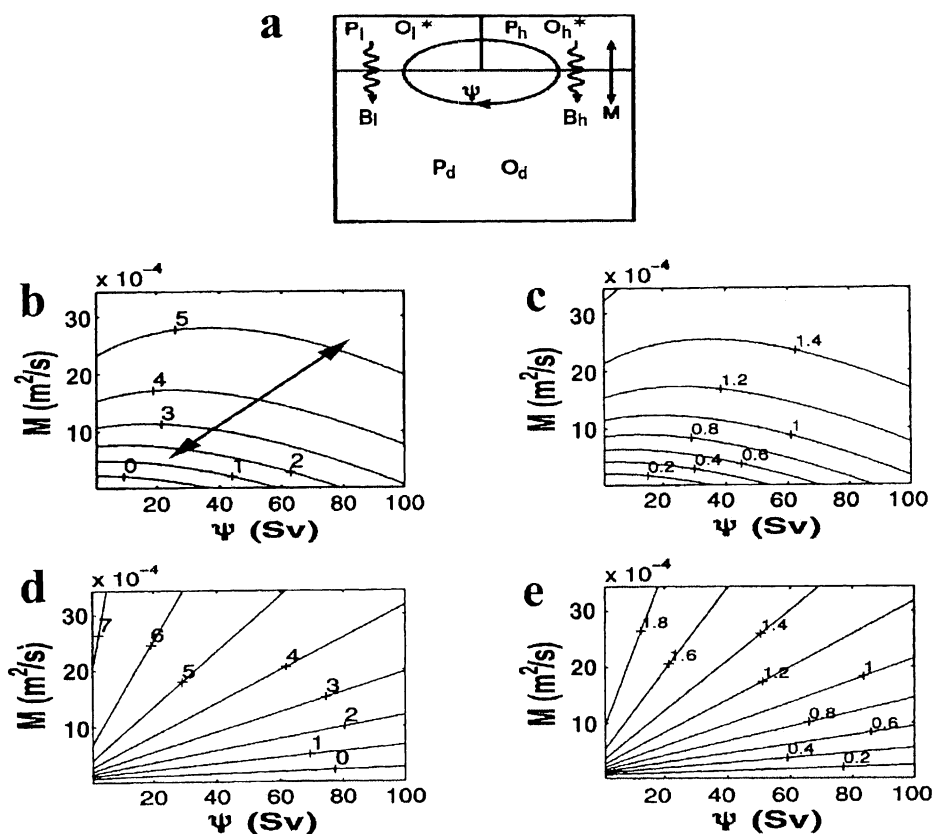 a
P_l O_l* P_h O_h*
Ψ
B_l B_h M
P_d O_d
b
x 10⁻⁴
M (m²/s)
30
20
10
5
4
3
2
1
0
20 40 60 80 100
Ψ (Sv)
c
x 10⁻⁴
M (m²/s)
30
20
10
1.4
1.2
1
0.8
0.6
0.4
0.2
20 40 60 80 100
Ψ (Sv)
d
x 10⁻⁴
M (m²/s)
30
20
10
7
6
5
4
3
2
1
0
20 40 60 80 100
Ψ (Sv)
e
x 10⁻⁴
M (m²/s)
30
20
10
1.8
1.6
1.4
1.2
1
0.8
0.6
0.4
0.2
20 40 60 80 100
Ψ (Sv)